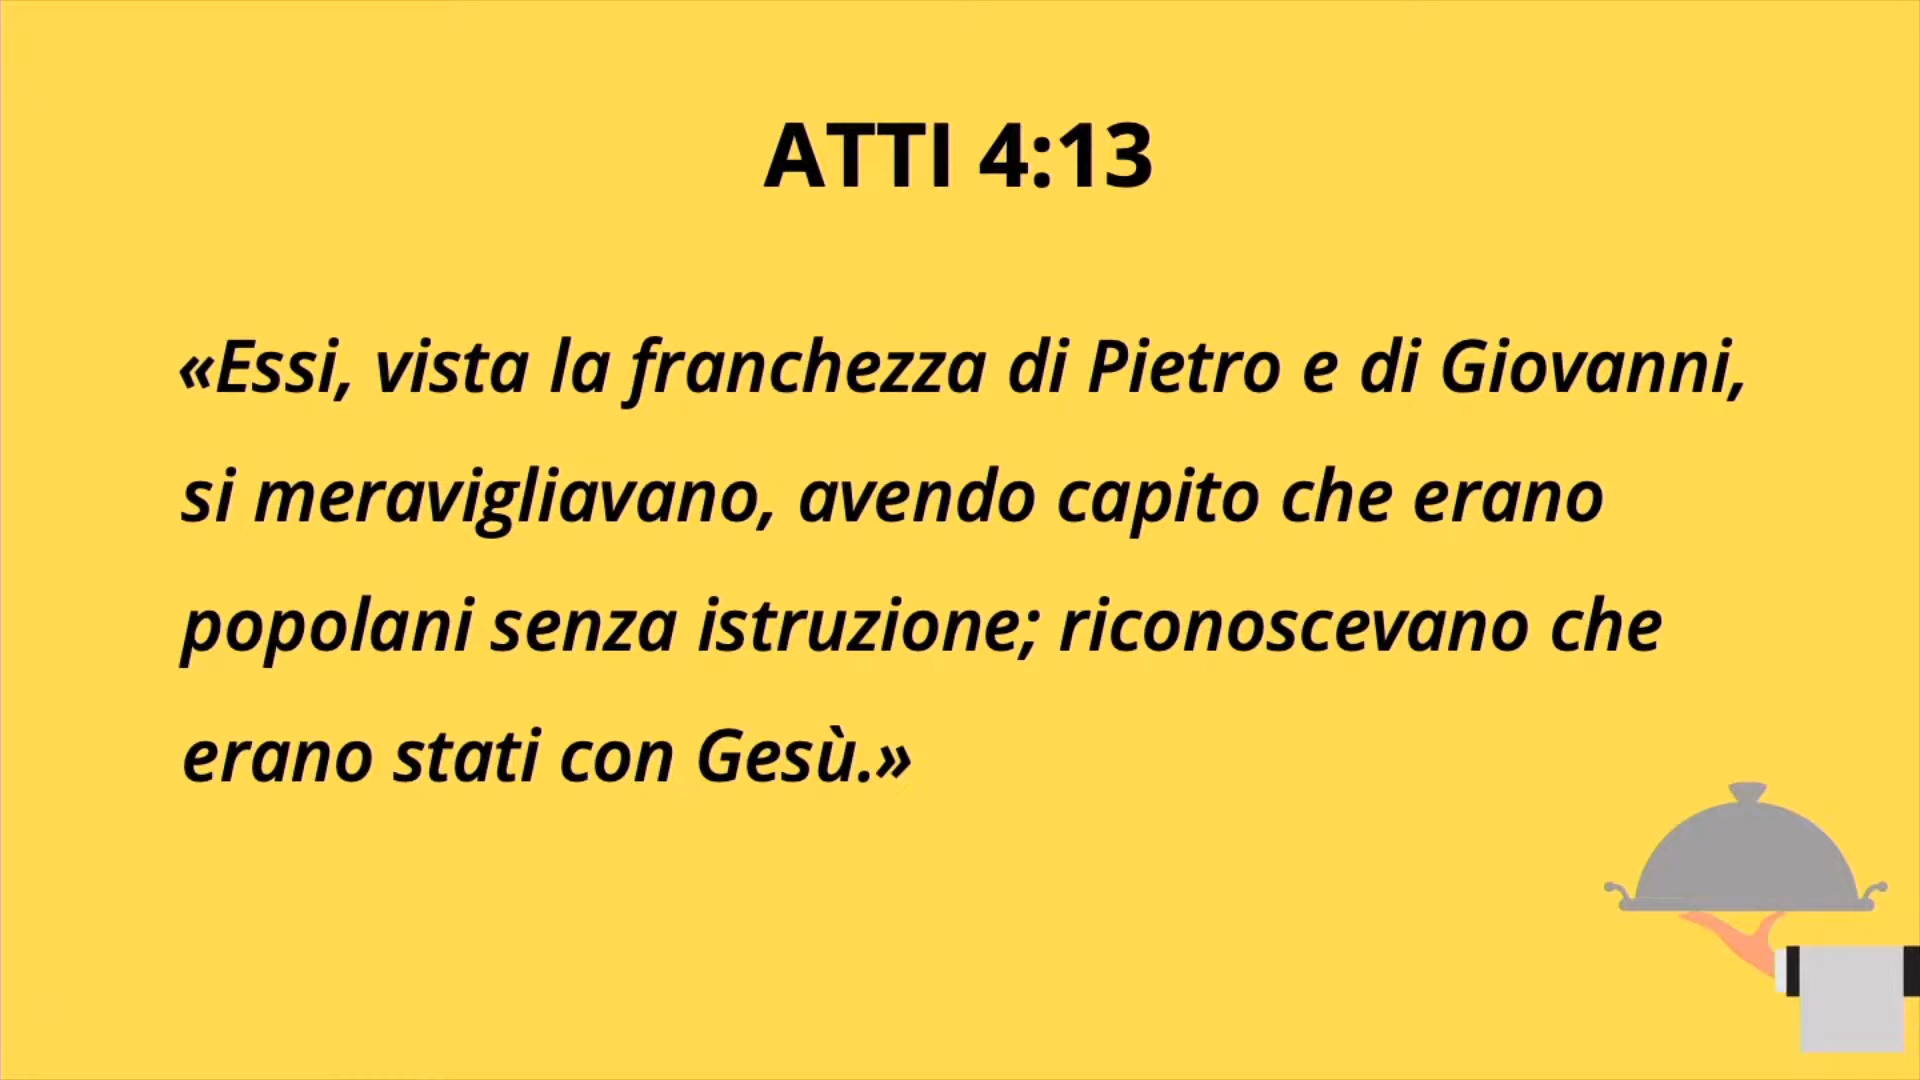 ATTI 4:13
«Essi, vista la franchezza di Pietro e di Giovanni,
si meravigliavano, avendo capito che erano
popolani senza istruzione; riconoscevano che
erano stati con Gesù.»